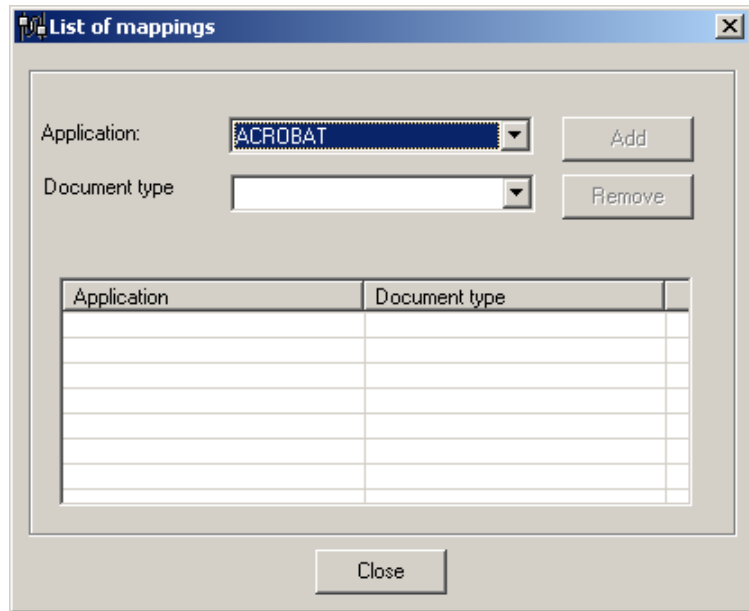 List of mappings
Application: ACROBAT Add
Document type Remove
Application Document type
Close